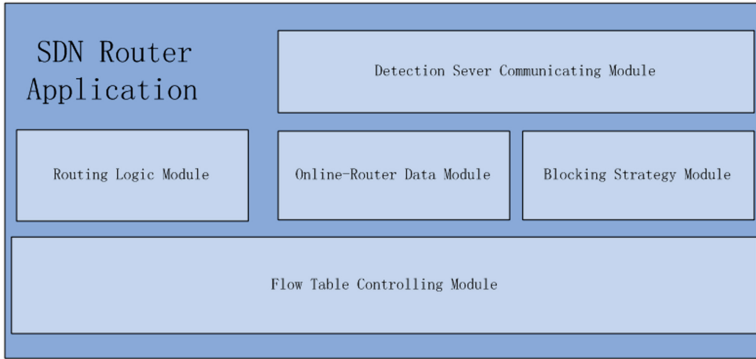 SDN Router
Application
Detection Sever Communicating Module
Routing Logic Module
Online-Router Data Module
Blocking Strategy Module
Flow Table Controlling Module